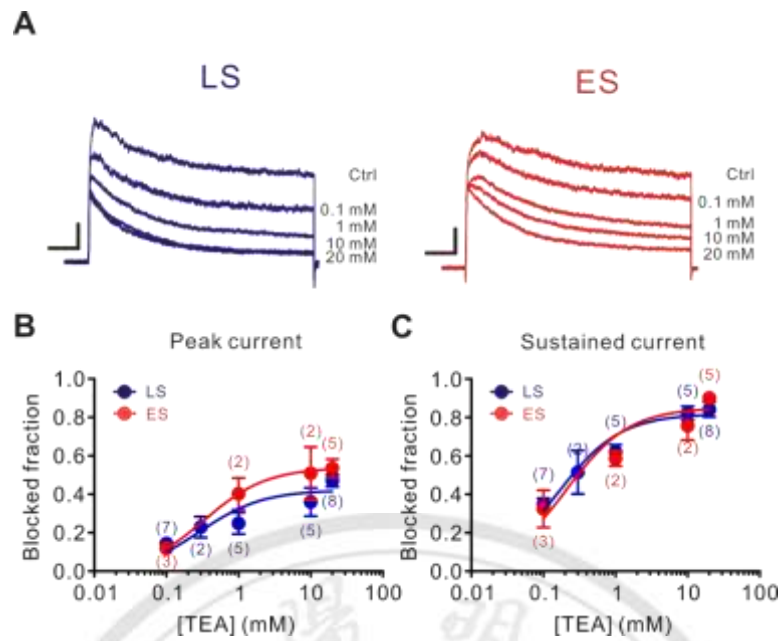 A
LS
ES
Ctrl
0.1 mM
1 mM
10 mM
20 mM
Ctrl
0.1 mM
1 mM
10 mM
20 mM
B
Peak current
Blocked fraction
1.0
0.8
0.6
0.4
0.2
0.0
LS
ES
(7)
(3)
(2)
(2)
(5)
(2)
(5)
(5)
(8)
0.01
0.1
1
10
100
[TEA] (mM)
C
Sustained current
Blocked fraction
1.0
0.8
0.6
0.4
0.2
0.0
LS
ES
(7)
(3)
(2)
(5)
(2)
(5)
(2)
(5)
(8)
0.01
0.1
1
10
100
[TEA] (mM)